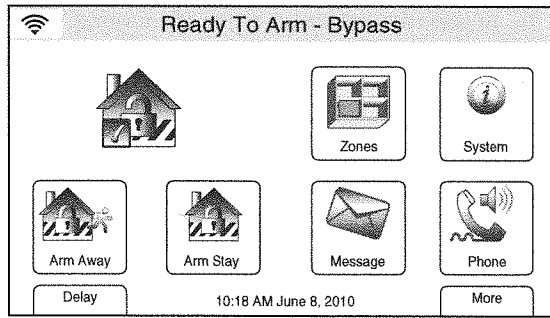 Ready To Arm - Bypass
Zones
System
Arm Away
Arm Stay
Message
Phone
Delay
10:18 AM June 8, 2010
More